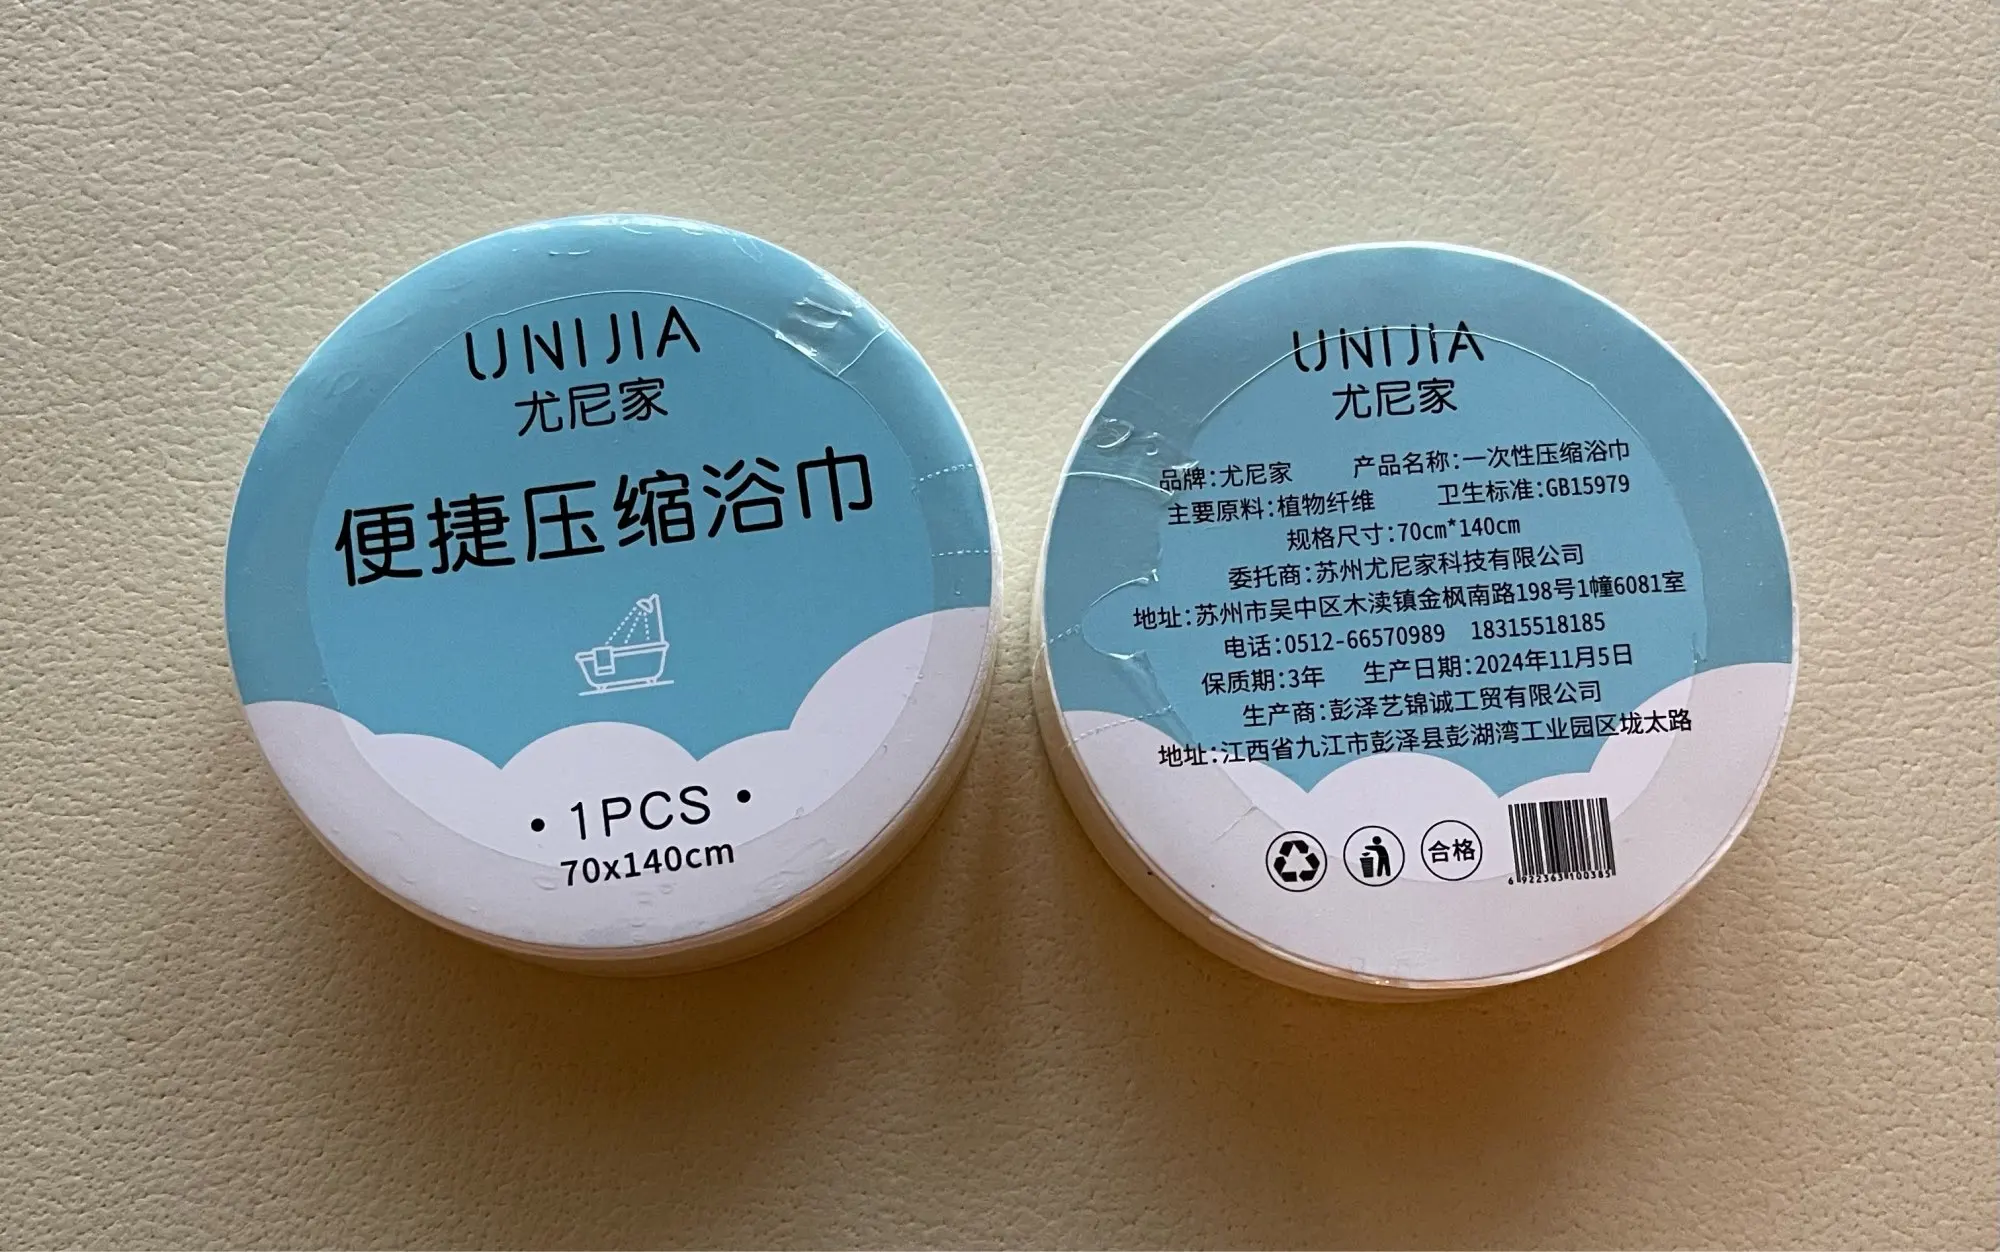 UNIJIA
尤尼家
便捷压缩浴巾
• 1PCS •
70x140cm
UNIJIA
尤尼家
品牌:尤尼家 产品名称:一次性压缩浴巾
主要原料:植物纤维 卫生标准:GB15979
规格尺寸:70cm*140cm
委托商:苏州尤尼家科技有限公司
地址:苏州市吴中区木渎镇金枫南路198号1幢6081室
电话:0512-66570989 18315518185
保质期:3年 生产日期:2024年11月5日
生产商:彭泽艺锦诚工贸有限公司
地址:江西省九江市彭泽县彭湖湾工业园区垅太路
合格
6 922363 100385